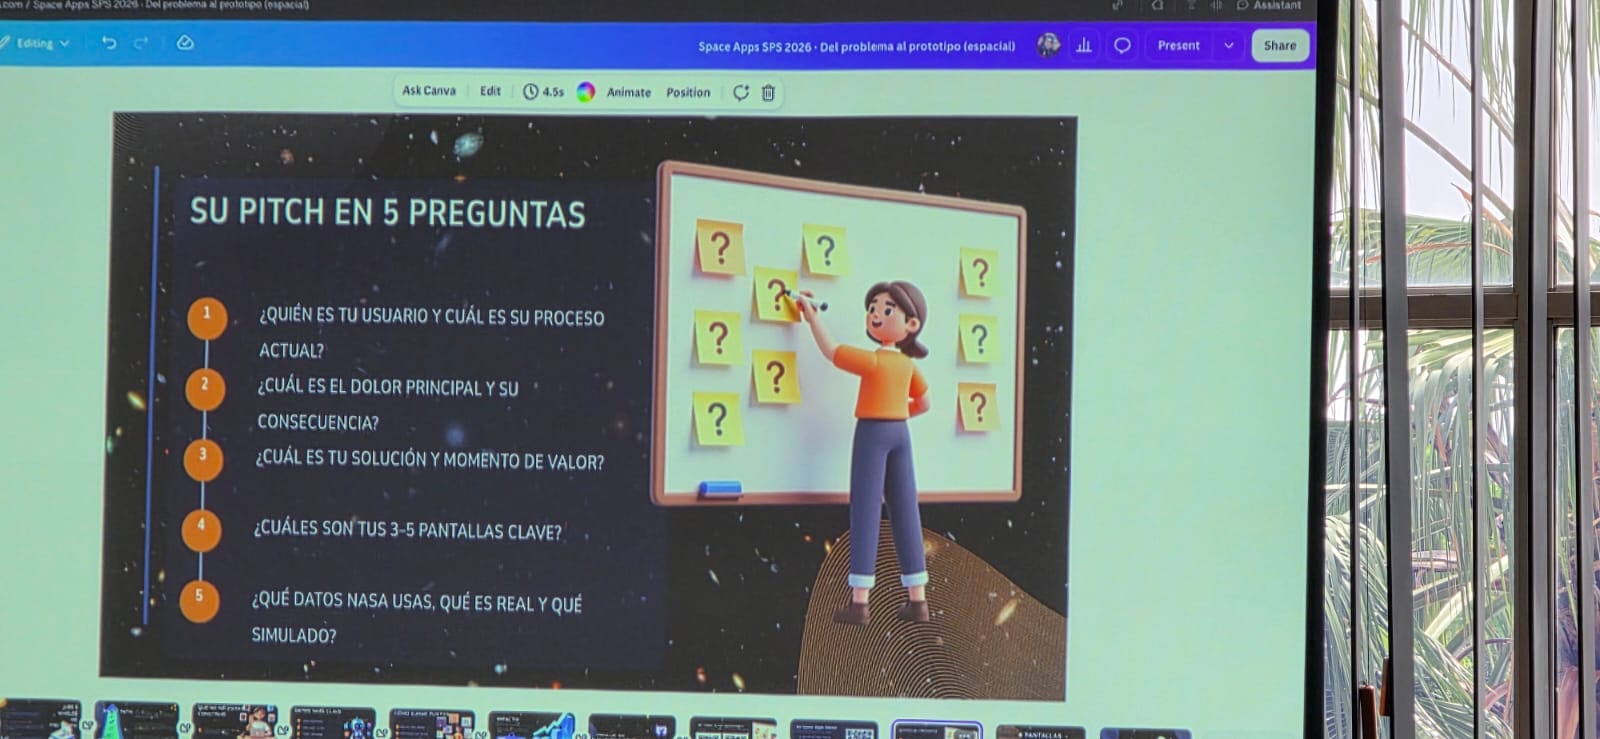 .com / Space Apps SPS 2026 - Del problema al prototipo (espacial)
Assistant
Editing
Space Apps SPS 2026 - Del problema al prototipo (espacial)
Present
Share
Ask Canva
Edit
4.5s
Animate
Position
SU PITCH EN 5 PREGUNTAS
1
¿QUIÉN ES TU USUARIO Y CUÁL ES SU PROCESO
ACTUAL?
2
¿CUÁL ES EL DOLOR PRINCIPAL Y SU
CONSECUENCIA?
3
¿CUÁL ES TU SOLUCIÓN Y MOMENTO DE VALOR?
4
¿CUÁLES SON TUS 3-5 PANTALLAS CLAVE?
5
¿QUÉ DATOS NASA USAS, QUÉ ES REAL Y QUÉ
SIMULADO?
?
?
?
?
?
?
?
?
?
?
PANTALLAS